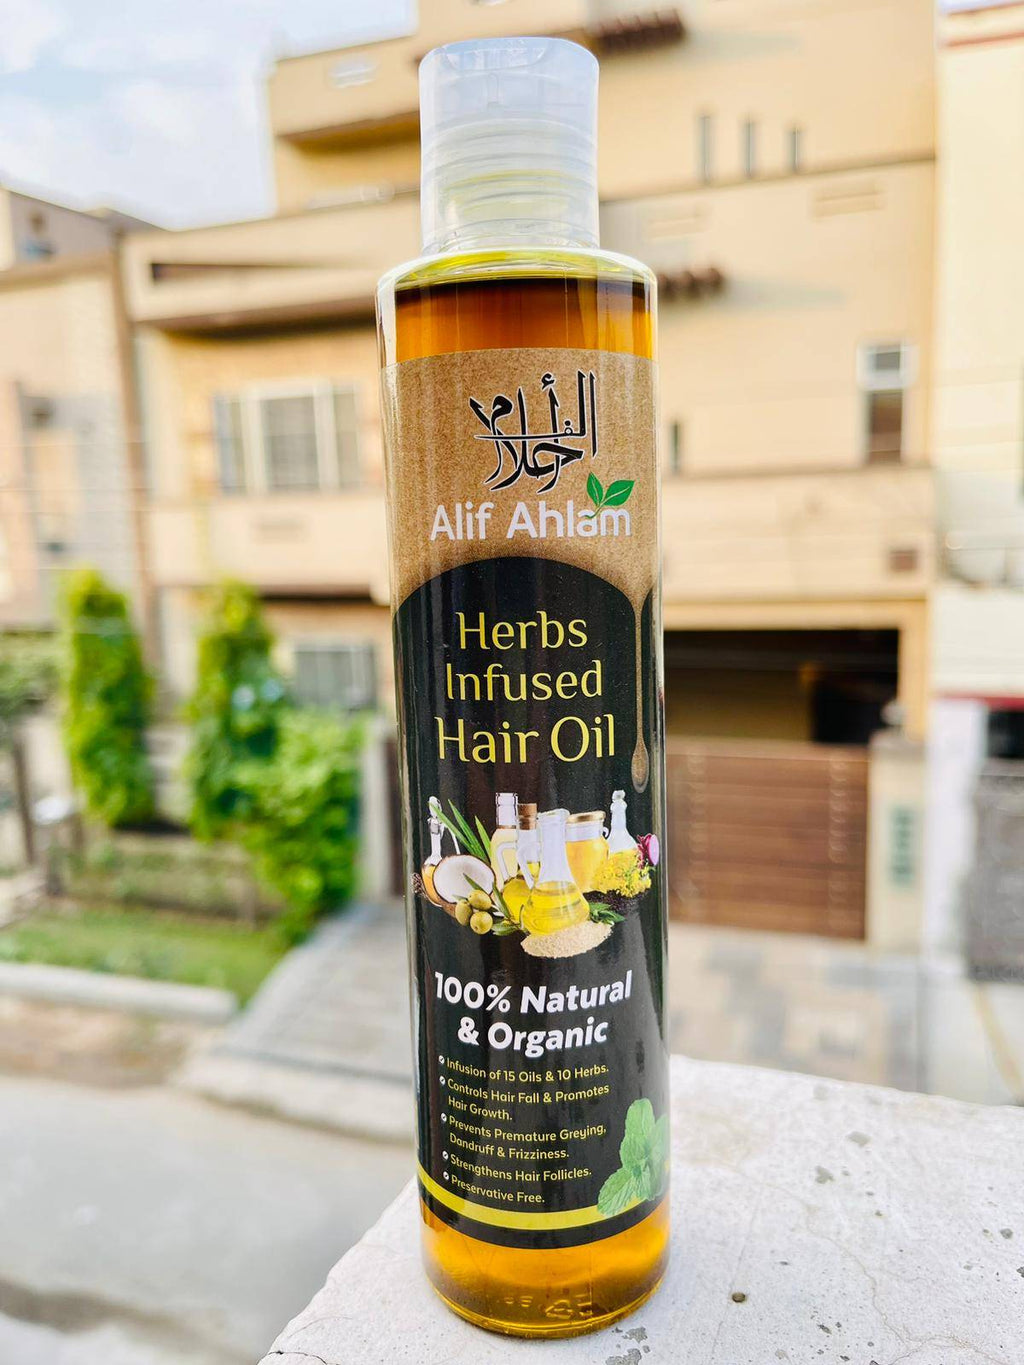 الف أحلام
Alif Ahlam
Herbs
Infused
Hair Oil
100% Natural
& Organic
Infusion of 15 Oils & 10 Herbs.
Controls Hair Fall & Promotes
Hair Growth.
Prevents Premature Greying,
Dandruff & Frizziness.
Strengthens Hair Follicles.
Preservative Free.